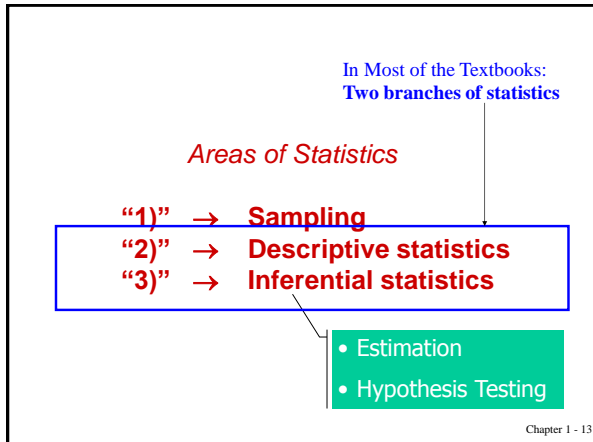 In Most of the Textbooks:
Two branches of statistics
Areas of Statistics
“1)” → Sampling
“2)” → Descriptive statistics
“3)” → Inferential statistics
• Estimation
• Hypothesis Testing
Chapter 1 - 13